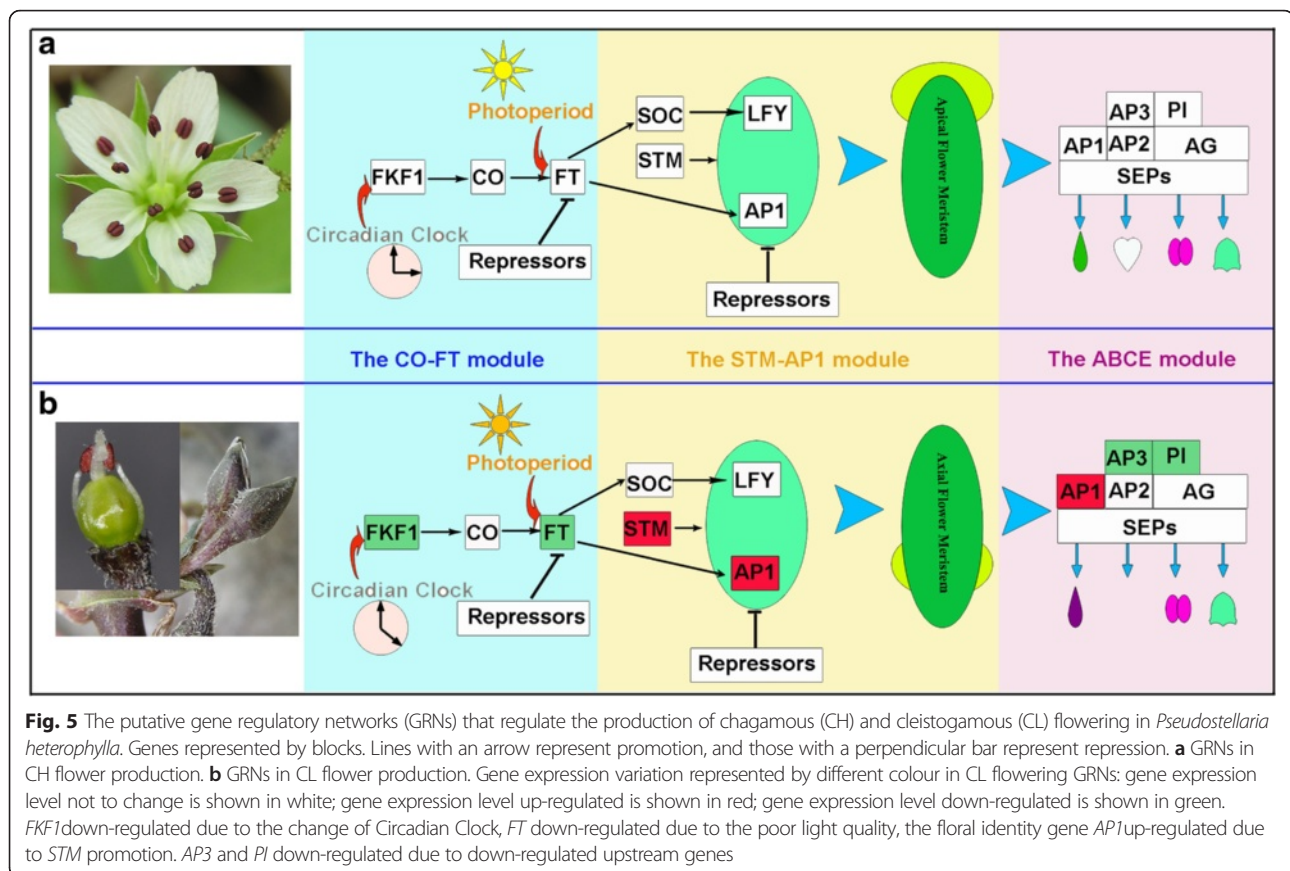 a
Photoperiod
SOC
LFY
AP3
PI
STM
AP1
AP2
AG
FKF1
CO
FT
SEPs
AP1
Circadian Clock
Repressors
Repressors
Apical Flower Meristem
The CO-FT module
The STM-AP1 module
The ABCE module
b
Photoperiod
SOC
LFY
AP3
PI
STM
AP1
AP2
AG
FKF1
CO
FT
SEPs
AP1
Circadian Clock
Repressors
Repressors
Axial Flower Meristem
Fig. 5 The putative gene regulatory networks (GRNs) that regulate the production of chagamous (CH) and cleistogamous (CL) flowering in Pseudostellaria
heterophylla. Genes represented by blocks. Lines with an arrow represent promotion, and those with a perpendicular bar represent repression. a GRNs in
CH flower production. b GRNs in CL flower production. Gene expression variation represented by different colour in CL flowering GRNs: gene expression
level not to change is shown in white; gene expression level up-regulated is shown in red; gene expression level down-regulated is shown in green.
FKF1down-regulated due to the change of Circadian Clock, FT down-regulated due to the poor light quality, the floral identity gene AP1up-regulated due
to STM promotion. AP3 and PI down-regulated due to down-regulated upstream genes